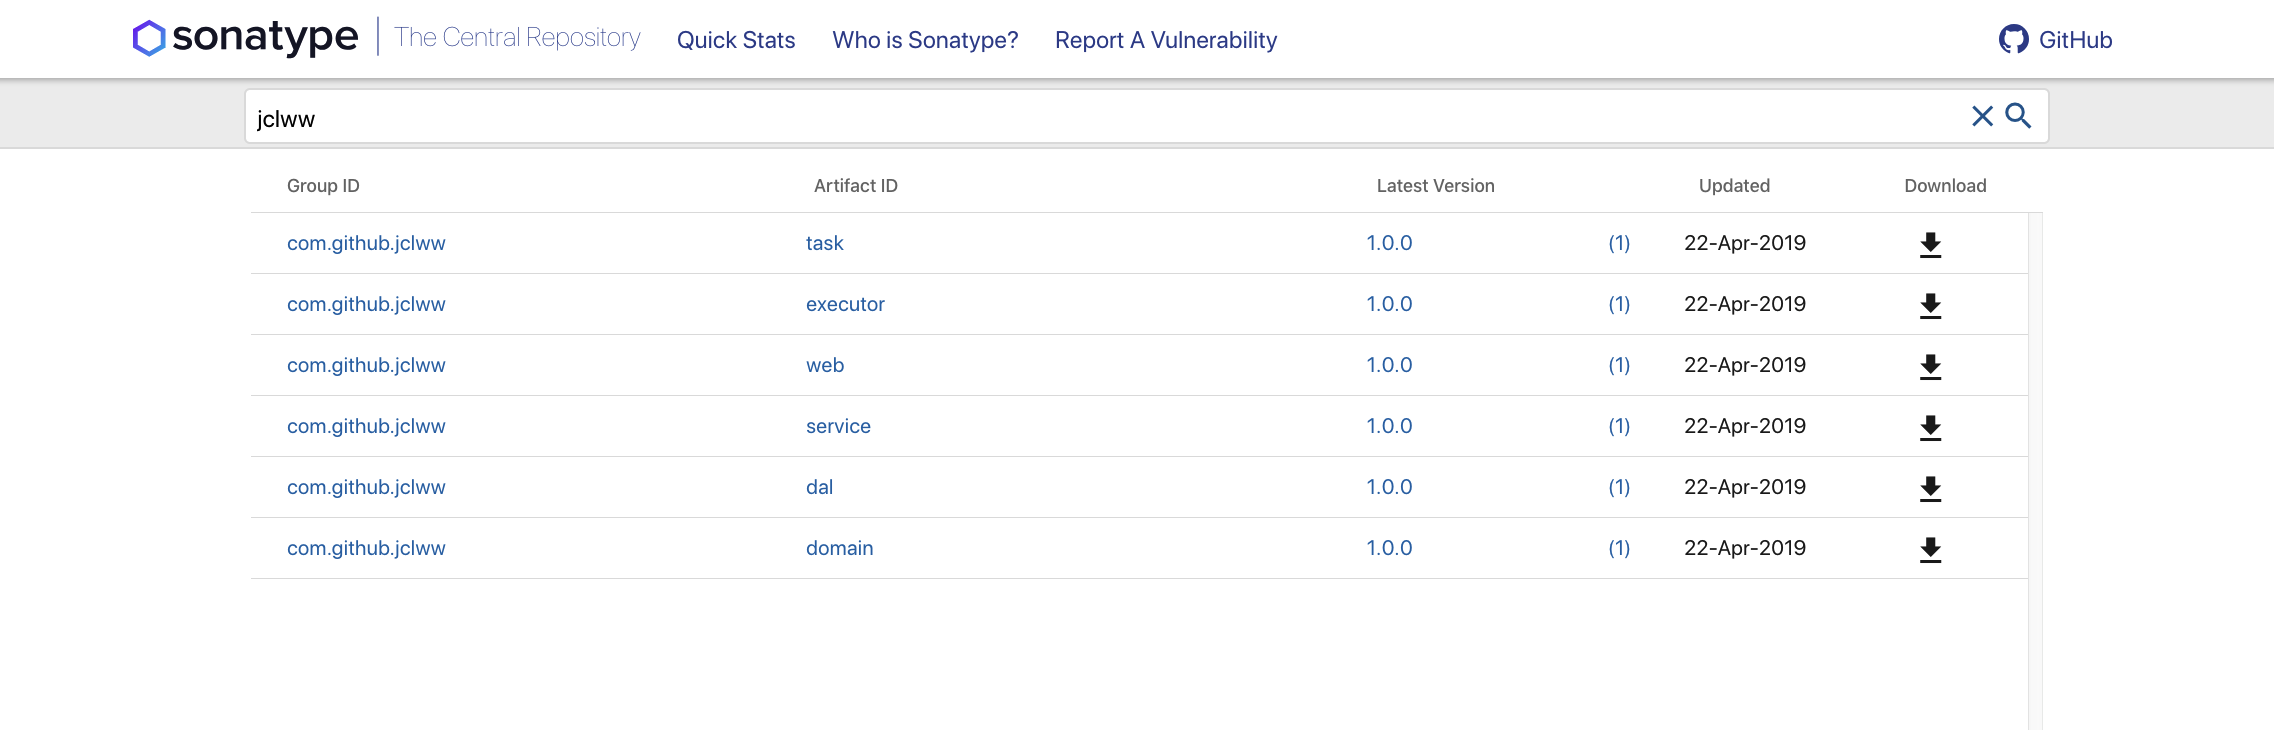 sonatype The Central Repository Quick Stats Who is Sonatype? Report A Vulnerability GitHub
jclww
Group ID Artifact ID Latest Version Updated Download
com.github.jclww task 1.0.0 (1) 22-Apr-2019
com.github.jclww executor 1.0.0 (1) 22-Apr-2019
com.github.jclww web 1.0.0 (1) 22-Apr-2019
com.github.jclww service 1.0.0 (1) 22-Apr-2019
com.github.jclww dal 1.0.0 (1) 22-Apr-2019
com.github.jclww domain 1.0.0 (1) 22-Apr-2019